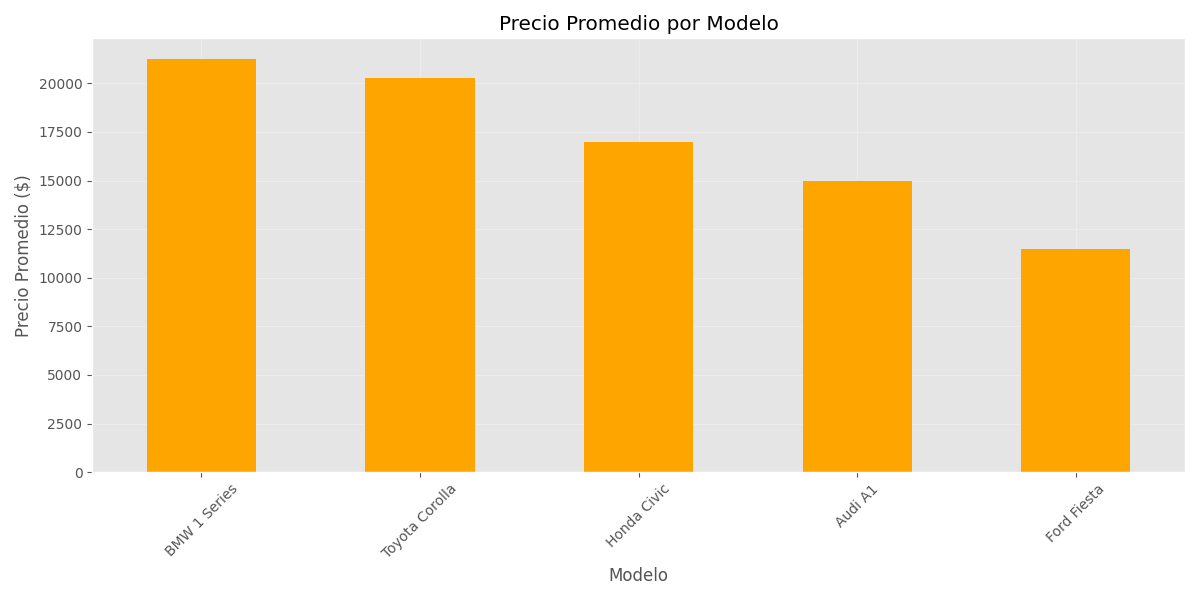 Precio Promedio por Modelo
Precio Promedio ($)
20000
17500
15000
12500
10000
7500
5000
2500
0
BMW 1 Series
Toyota Corolla
Honda Civic
Audi A1
Ford Fiesta
Modelo